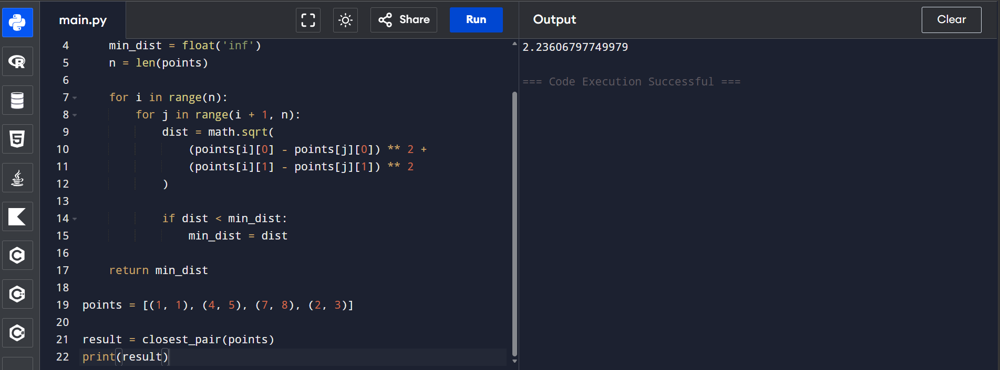 main.py
Share
Run
Output
Clear
4     min_dist = float('inf')
5     n = len(points)
6
7     for i in range(n):
8         for j in range(i + 1, n):
9             dist = math.sqrt(
10                 (points[i][0] - points[j][0]) ** 2 +
11                 (points[i][1] - points[j][1]) ** 2
12             )
13
14             if dist < min_dist:
15                 min_dist = dist
16
17     return min_dist
18
19 points = [(1, 1), (4, 5), (7, 8), (2, 3)]
20
21 result = closest_pair(points)
22 print(result)
2.23606797749979
=== Code Execution Successful ===
R
5
C
C++
C#